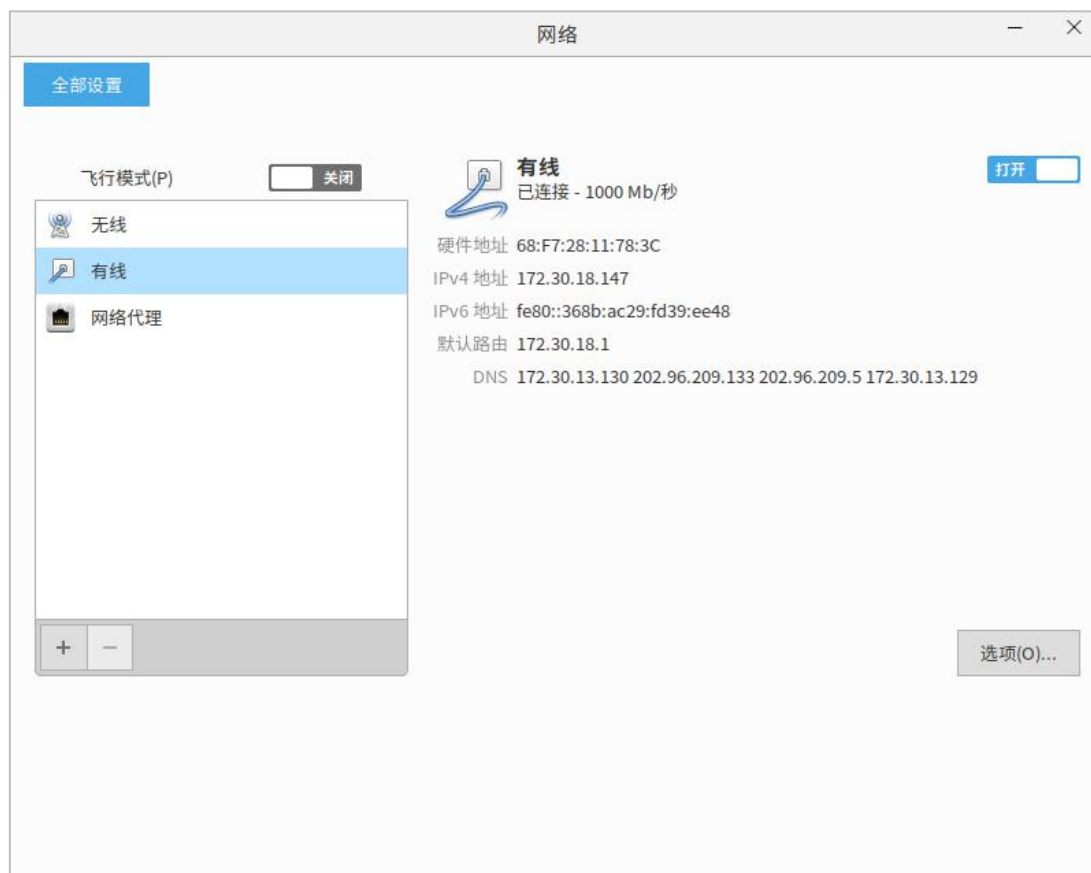 网络
全部设置
飞行模式(P) 关闭
无线
有线
网络代理
有线 打开
已连接 - 1000 Mb/秒
硬件地址 68:F7:28:11:78:3C
IPv4 地址 172.30.18.147
IPv6 地址 fe80::368b:ac29:fd39:ee48
默认路由 172.30.18.1
DNS 172.30.13.130 202.96.209.133 202.96.209.5 172.30.13.129
选项(O)...